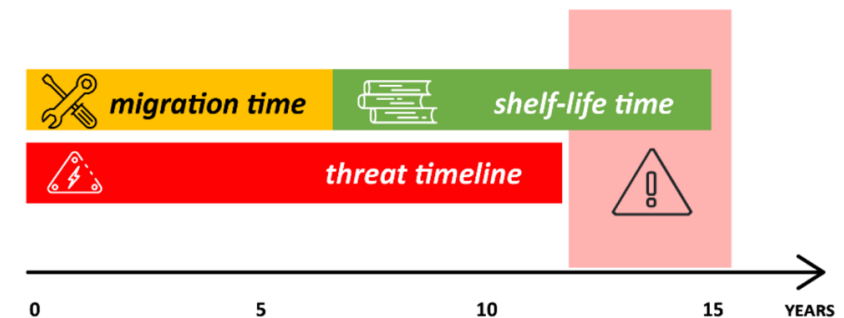 migration time
shelf-life time
threat timeline
0 5 10 15 YEARS